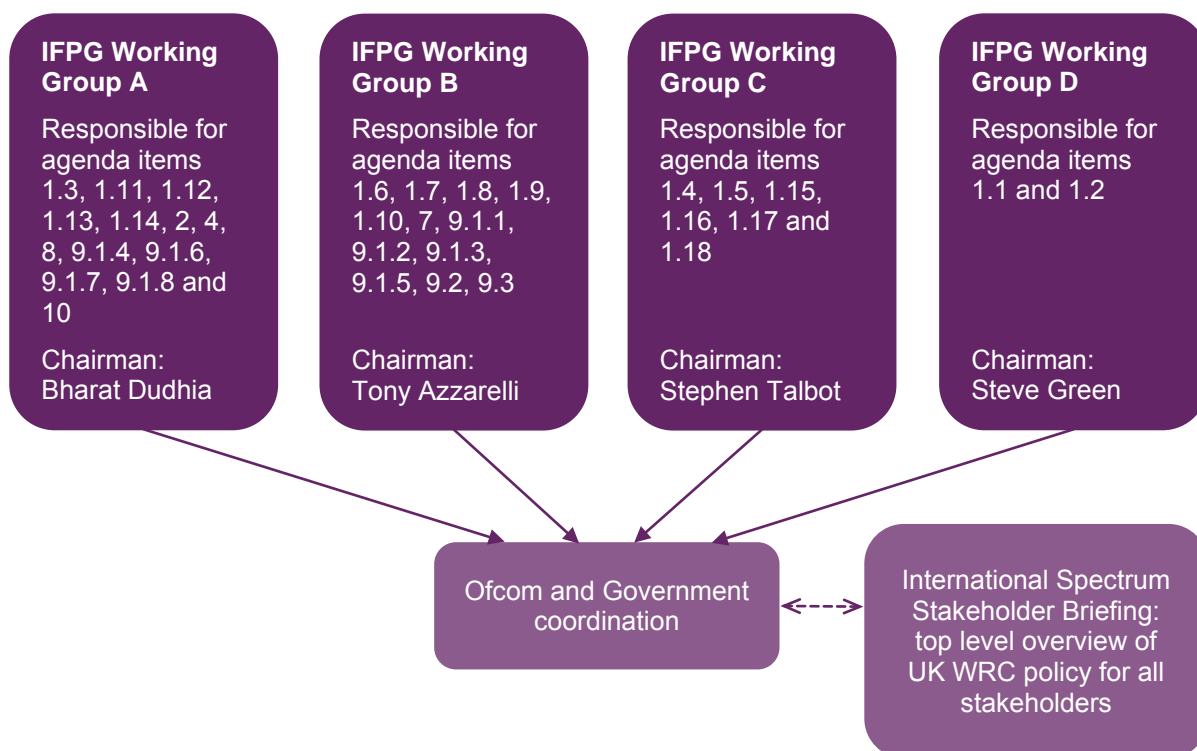 IFPG Working
Group A
Responsible for
agenda items
1.3, 1.11, 1.12,
1.13, 1.14, 2, 4,
8, 9.1.4, 9.1.6,
9.1.7, 9.1.8 and
10
Chairman:
Bharat Dudhia
IFPG Working
Group B
Responsible for
agenda items
1.6, 1.7, 1.8, 1.9,
1.10, 7, 9.1.1,
9.1.2, 9.1.3,
9.1.5, 9.2, 9.3
Chairman:
Tony Azzarelli
IFPG Working
Group C
Responsible for
agenda items
1.4, 1.5, 1.15,
1.16, 1.17 and
1.18
Chairman:
Stephen Talbot
IFPG Working
Group D
Responsible for
agenda items
1.1 and 1.2
Chairman:
Steve Green
Ofcom and Government
coordination
International Spectrum
Stakeholder Briefing:
top level overview of
UK WRC policy for all
stakeholders